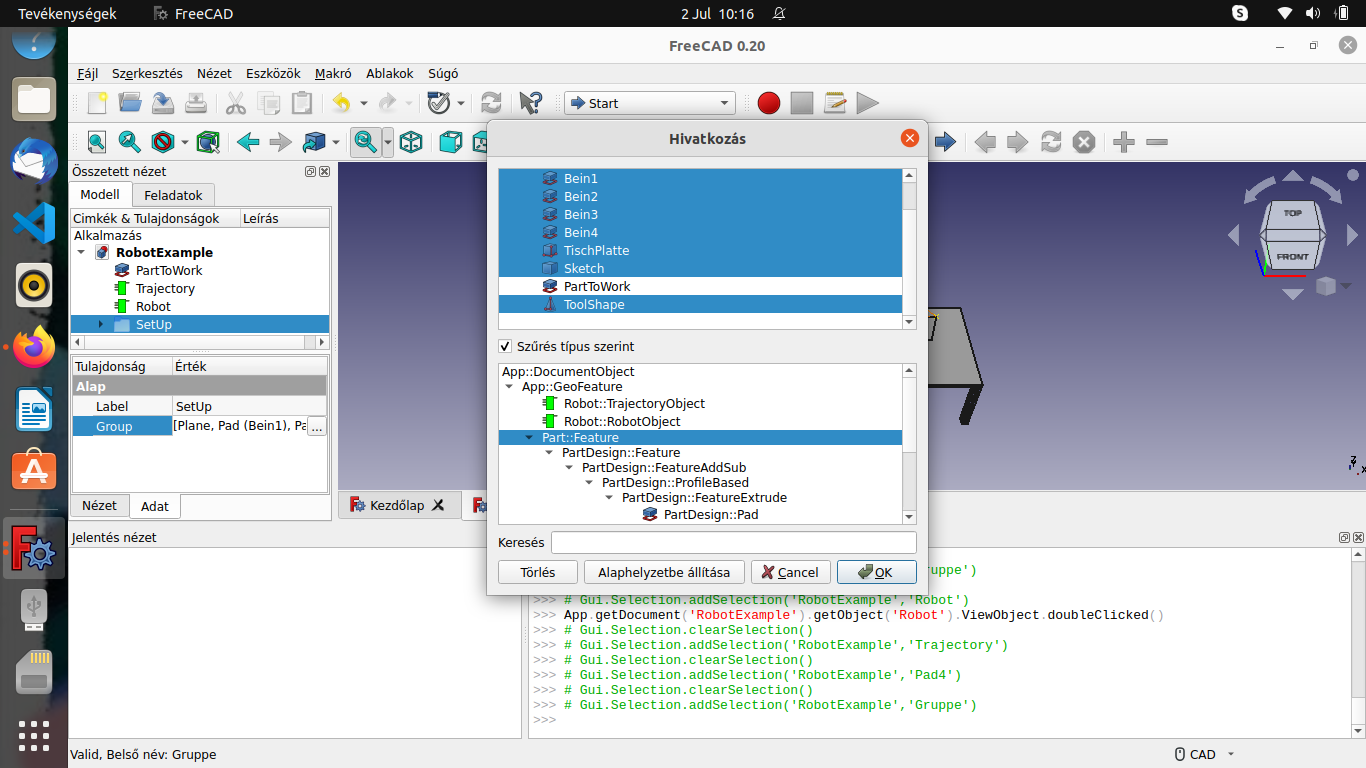 Tevékenységek
FreeCAD
2 Jul 10:16
S
FreeCAD 0.20
Fájl
Szerkesztés
Nézet
Eszközök
Makró
Ablakok
Súgó
Start
Összetett nézet
Modell
Feladatok
Cimkék & Tulajdonságok
Leírás
Alkalmazás
RobotExample
PartToWork
Trajectory
Robot
SetUp
Tulajdonság
Érték
Alap
Label
SetUp
Group
[Plane, Pad (Bein1), Pa
...
Nézet
Adat
Hivatkozás
Bein1
Bein2
Bein3
Bein4
TischPlatte
Sketch
PartToWork
ToolShape
Szűrés típus szerint
App::DocumentObject
App::GeoFeature
Robot::TrajectoryObject
Robot::RobotObject
Part::Feature
PartDesign::Feature
PartDesign::FeatureAddSub
PartDesign::ProfileBased
PartDesign::FeatureExtrude
PartDesign::Pad
Keresés
Törlés
Alaphelyzetbe állítása
Cancel
OK
TOP
FRONT
Z
x
Kezdőlap
Jelentés nézet
ruppe')
>>> # Gui.Selection.addSelection('RobotExample','Robot')
>>> App.getDocument('RobotExample').getObject('Robot').ViewObject.doubleClicked()
>>> # Gui.Selection.clearSelection()
>>> # Gui.Selection.addSelection('RobotExample','Trajectory')
>>> # Gui.Selection.clearSelection()
>>> # Gui.Selection.addSelection('RobotExample','Pad4')
>>> # Gui.Selection.clearSelection()
>>> # Gui.Selection.addSelection('RobotExample','Gruppe')
>>>
Valid, Belső név: Gruppe
CAD